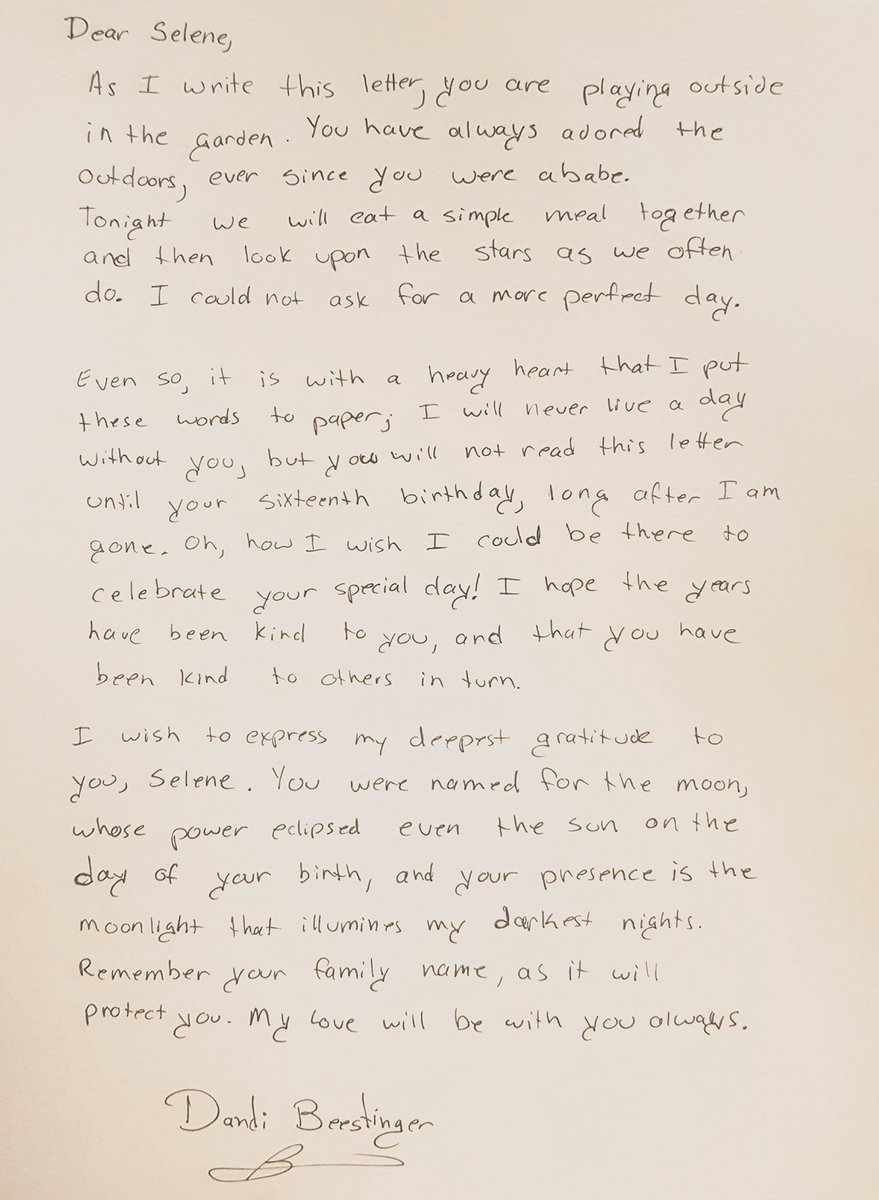 Dear Selene,
As I write this letter, you are playing outside
in the garden. You have always adored the
outdoors, ever since you were a babe.
Tonight we will eat a simple meal together
and then look upon the stars as we often
do. I could not ask for a more perfect day.
Even so, it is with a heavy heart that I put
these words to paper; I will never live a day
without you, but you will not read this letter
until your sixteenth birthday, long after I am
gone. Oh, how I wish I could be there to
celebrate your special day! I hope the years
have been kind to you, and that you have
been kind to others in turn.
I wish to express my deepest gratitude to
you, Selene. You were named for the moon,
whose power eclipsed even the sun on the
day of your birth, and your presence is the
moonlight that illumines my darkest nights.
Remember your family name, as it will
protect you. My love will be with you always.
Dandi Beestinger